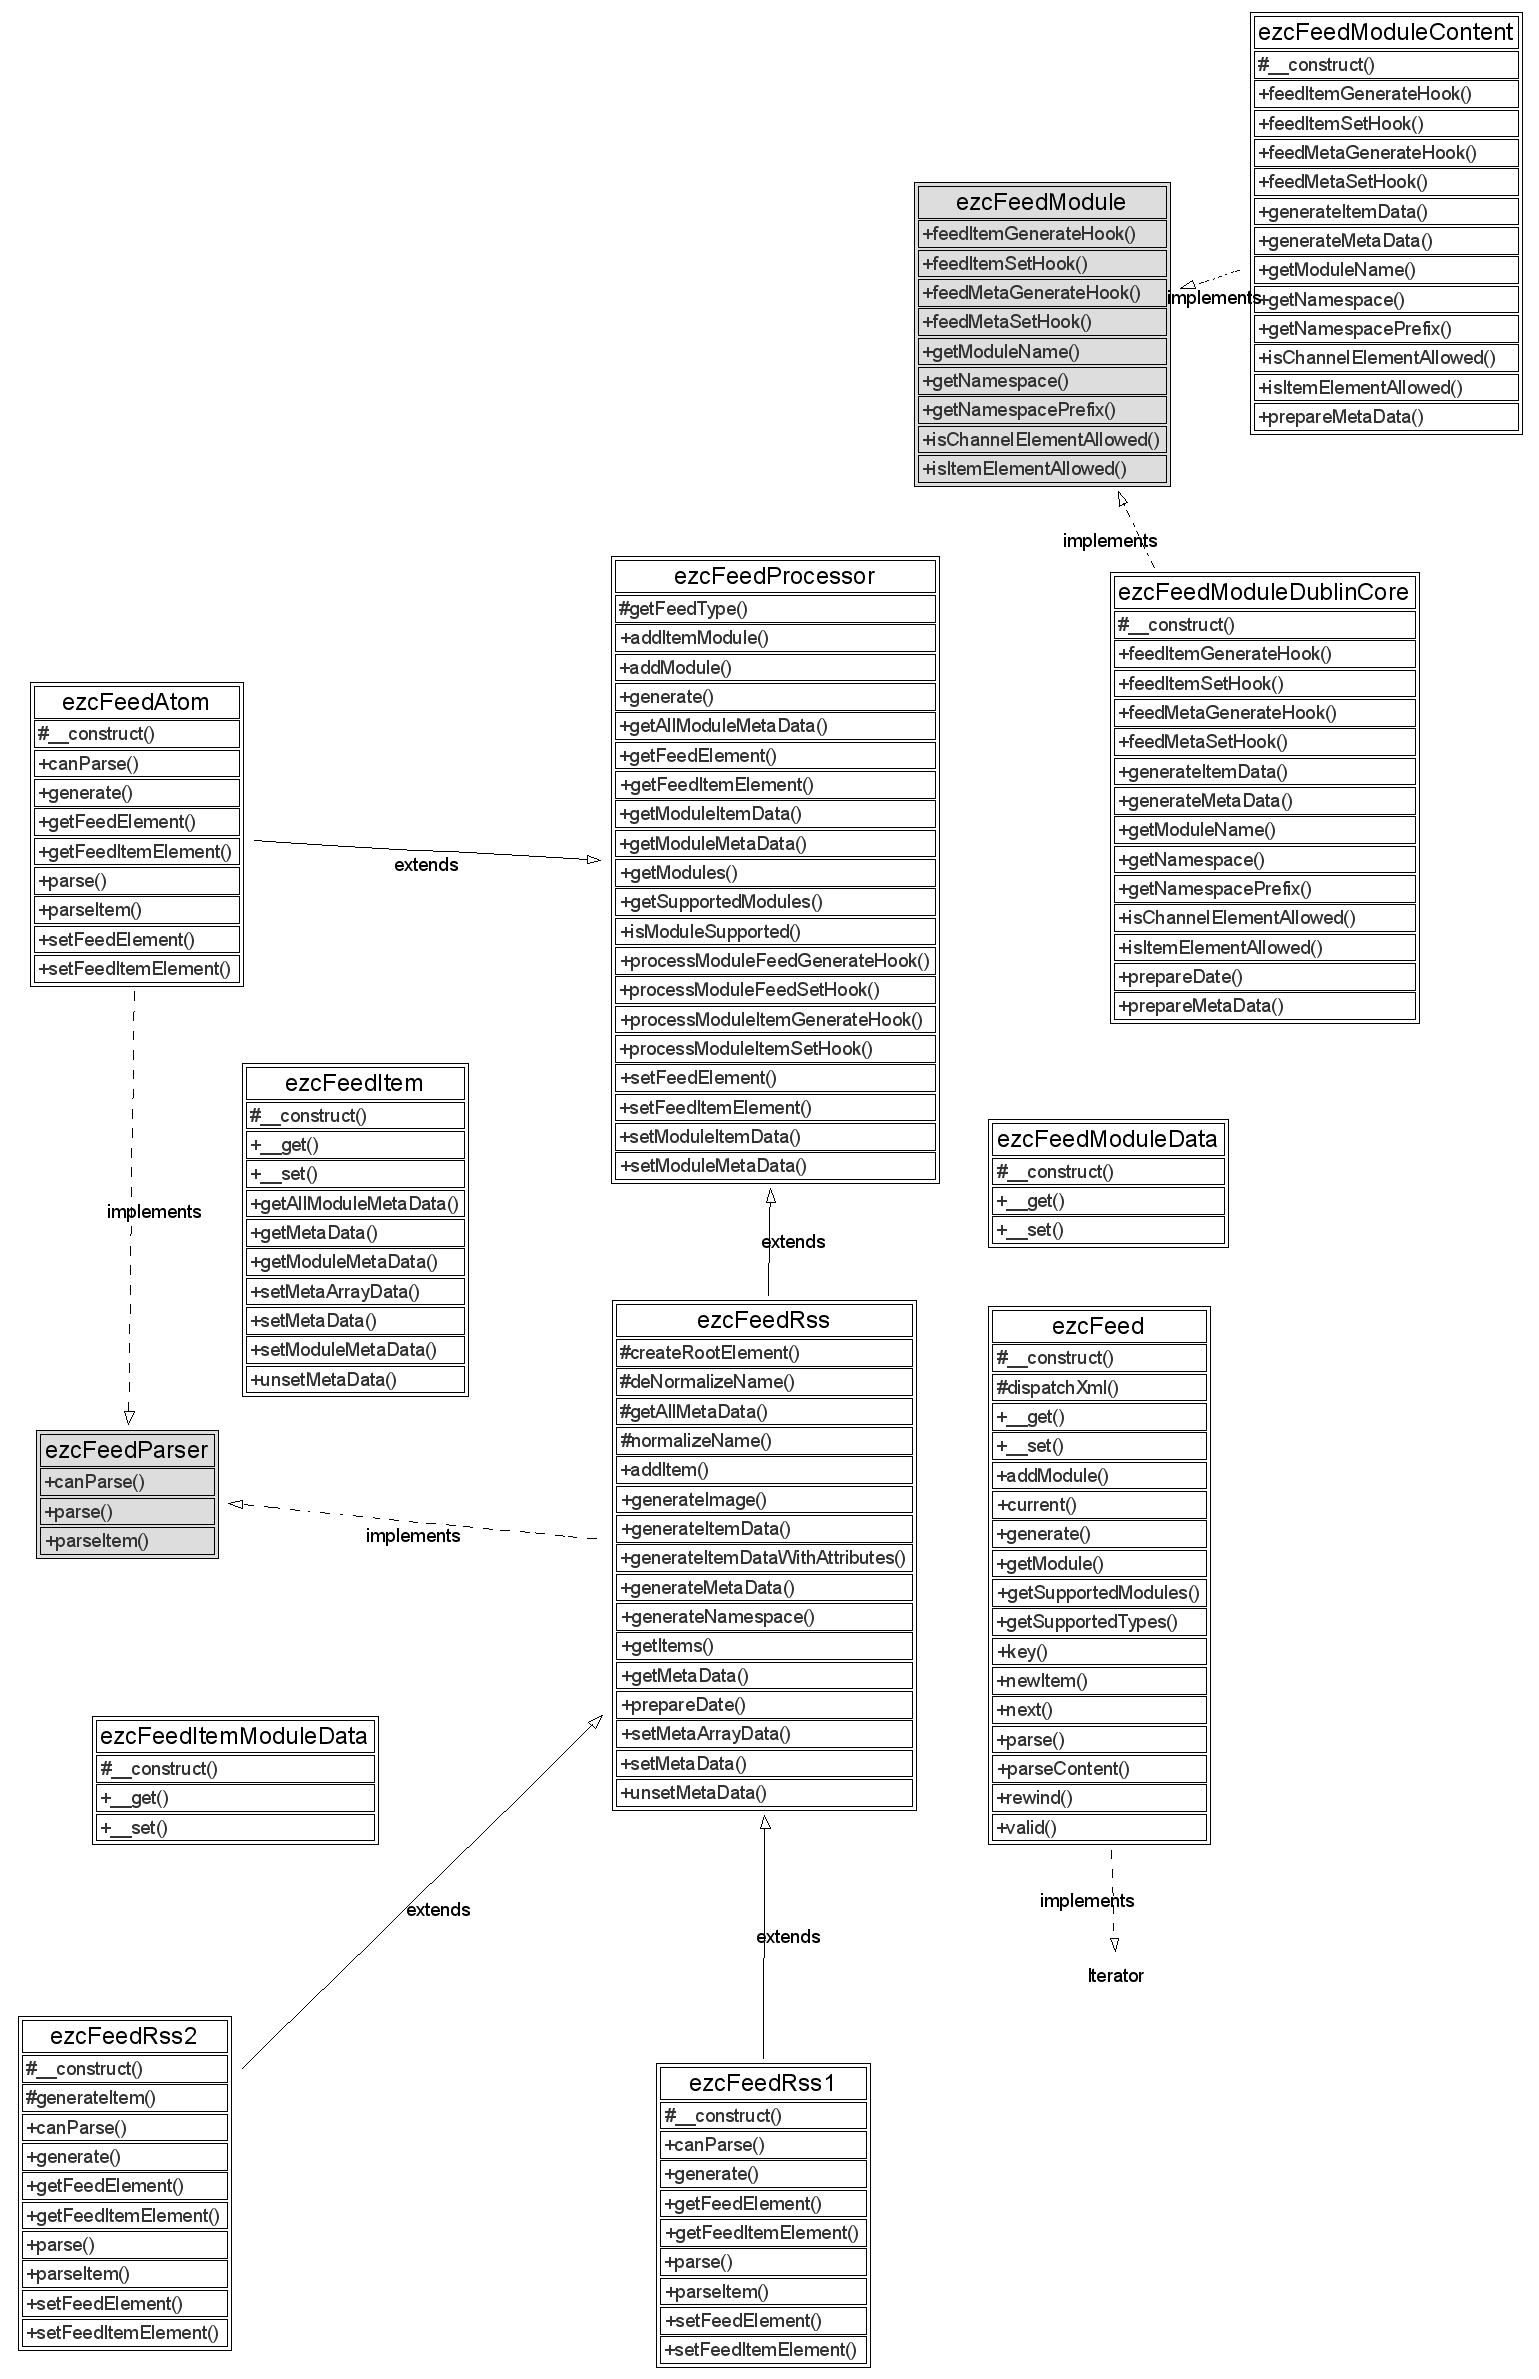 ezcFeedModuleContent
#__construct()
+feedItemGenerateHook()
+feedItemSetHook()
+feedMetaGenerateHook()
+feedMetaSetHook()
+generateItemData()
+generateMetaData()
+getModuleName()
+getNamespace()
+getNamespacePrefix()
+isChannelElementAllowed()
+isItemElementAllowed()
+prepareMetaData()
ezcFeedModule
+feedItemGenerateHook()
+feedItemSetHook()
+feedMetaGenerateHook()
+feedMetaSetHook()
+getModuleName()
+getNamespace()
+getNamespacePrefix()
+isChannelElementAllowed()
+isItemElementAllowed()
implements
implements
ezcFeedProcessor
#getFeedType()
+addItemModule()
+addModule()
+generate()
+getAllModuleMetaData()
+getFeedElement()
+getFeedItemElement()
+getModuleItemData()
+getModuleMetaData()
+getModules()
+getSupportedModules()
+isModuleSupported()
+processModuleFeedGenerateHook()
+processModuleFeedSetHook()
+processModuleItemGenerateHook()
+processModuleItemSetHook()
+setFeedElement()
+setFeedItemElement()
+setModuleItemData()
+setModuleMetaData()
ezcFeedModuleDublinCore
#__construct()
+feedItemGenerateHook()
+feedItemSetHook()
+feedMetaGenerateHook()
+feedMetaSetHook()
+generateItemData()
+generateMetaData()
+getModuleName()
+getNamespace()
+getNamespacePrefix()
+isChannelElementAllowed()
+isItemElementAllowed()
+prepareDate()
+prepareMetaData()
ezcFeedAtom
#__construct()
+canParse()
+generate()
+getFeedElement()
+getFeedItemElement()
+parse()
+parseItem()
+setFeedElement()
+setFeedItemElement()
extends
implements
ezcFeedItem
#__construct()
+__get()
+__set()
+getAllModuleMetaData()
+getMetaData()
+getModuleMetaData()
+setMetaArrayData()
+setMetaData()
+setModuleMetaData()
+unsetMetaData()
ezcFeedModuleData
#__construct()
+__get()
+__set()
extends
ezcFeedRss
#createRootElement()
#deNormalizeName()
#getAllMetaData()
#normalizeName()
+addItem()
+generateImage()
+generateItemData()
+generateItemDataWithAttributes()
+generateMetaData()
+generateNamespace()
+getItems()
+getMetaData()
+prepareDate()
+setMetaArrayData()
+setMetaData()
+unsetMetaData()
ezcFeed
#__construct()
#dispatchXml()
+__get()
+__set()
+addModule()
+current()
+generate()
+getModule()
+getSupportedModules()
+getSupportedTypes()
+key()
+newItem()
+next()
+parse()
+parseContent()
+rewind()
+valid()
ezcFeedParser
+canParse()
+parse()
+parseItem()
implements
ezcFeedItemModuleData
#__construct()
+__get()
+__set()
extends
extends
implements
Iterator
ezcFeedRss2
#__construct()
#generateItem()
+canParse()
+generate()
+getFeedElement()
+getFeedItemElement()
+parse()
+parseItem()
+setFeedElement()
+setFeedItemElement()
ezcFeedRss1
#__construct()
+canParse()
+generate()
+getFeedElement()
+getFeedItemElement()
+parse()
+parseItem()
+setFeedElement()
+setFeedItemElement()